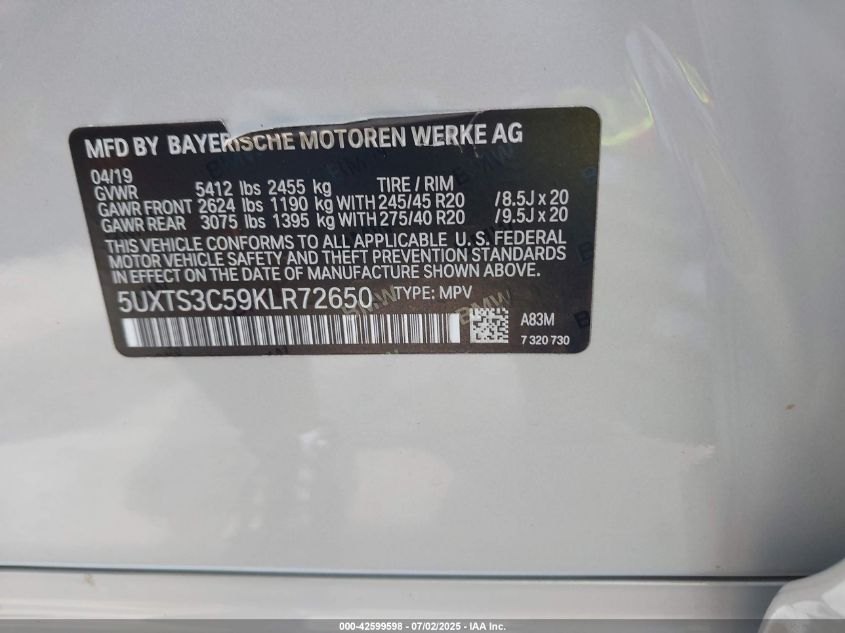 MFD BY BAYERISCHE MOTOREN WERKE AG
04/19
GVWR 5412 lbs 2455 kg TIRE / RIM
GAWR FRONT 2624 lbs 1190 kg WITH 245/45 R20 /8.5J x 20
GAWR REAR 3075 lbs 1395 kg WITH 275/40 R20 /9.5J x 20
THIS VEHICLE CONFORMS TO ALL APPLICABLE U. S. FEDERAL
MOTOR VEHICLE SAFETY AND THEFT PREVENTION STANDARDS
IN EFFECT ON THE DATE OF MANUFACTURE SHOWN ABOVE.
5UXTS3C59KLR72650 TYPE: MPV
A83M
7 320 730
000-42599598 - 07/02/2025 - IAA Inc.